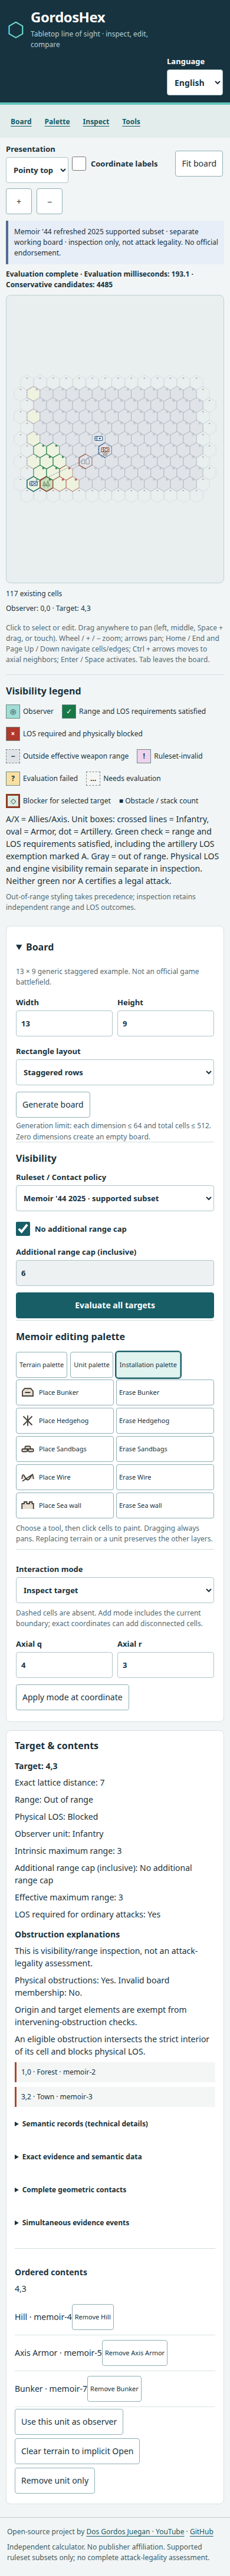 GordosHex
Tabletop line of sight · inspect, edit,
compare
Language
English
Board Palette Inspect Tools
Presentation
Pointy top
Coordinate labels
Fit board
+ −
Memoir '44 refreshed 2025 supported subset · separate
working board · inspection only, not attack legality. No official
endorsement.
Evaluation complete · Evaluation milliseconds: 193.1 ·
Conservative candidates: 4485
117 existing cells
Observer: 0,0 · Target: 4,3
Click to select or edit. Drag anywhere to pan (left, middle, Space +
drag, or touch). Wheel / + / − zoom; arrows pan; Home / End and
Page Up / Down navigate cells/edges; Ctrl + arrows moves to
axial neighbors; Enter / Space activates. Tab leaves the board.
Visibility legend
Observer
✓ Range and LOS requirements satisfied
× LOS required and physically blocked
− Outside effective weapon range
! Ruleset-invalid
? Evaluation failed
… Needs evaluation
Blocker for selected target
■ Obstacle / stack count
A/X = Allies/Axis. Unit boxes: crossed lines = Infantry,
oval = Armor, dot = Artillery. Green check = range and
LOS requirements satisfied, including the artillery LOS
exemption marked A. Gray = out of range. Physical LOS
and engine visibility remain separate in inspection.
Neither green nor A certifies a legal attack.
Out-of-range styling takes precedence; inspection retains
independent range and LOS outcomes.
▼ Board
13 × 9 generic staggered example. Not an official game
battlefield.
Width
Height
13
9
Rectangle layout
Staggered rows
Generate board
Generation limit: each dimension ≤ 64 and total cells ≤ 512.
Zero dimensions create an empty board.
Visibility
Ruleset / Contact policy
Memoir '44 2025 · supported subset
No additional range cap
Additional range cap (inclusive)
6
Evaluate all targets
Memoir editing palette
Terrain palette
Unit palette
Installation palette
Place Bunker
Erase Bunker
Place Hedgehog
Erase Hedgehog
Place Sandbags
Erase Sandbags
Place Wire
Erase Wire
Place Sea wall
Erase Sea wall
Choose a tool, then click cells to paint. Dragging always
pans. Replacing terrain or a unit preserves the other layers.
Interaction mode
Inspect target
Dashed cells are absent. Add mode includes the current
boundary; exact coordinates can add disconnected cells.
Axial q
Axial r
4
3
Apply mode at coordinate
Target & contents
Target: 4,3
Exact lattice distance: 7
Range: Out of range
Physical LOS: Blocked
Observer unit: Infantry
Intrinsic maximum range: 3
Additional range cap (inclusive): No additional
range cap
Effective maximum range: 3
LOS required for ordinary attacks: Yes
Obstruction explanations
This is visibility/range inspection, not an attack-
legality assessment.
Physical obstructions: Yes. Invalid board
membership: No.
Origin and target elements are exempt from
intervening-obstruction checks.
An eligible obstruction intersects the strict interior
of its cell and blocks physical LOS.
1,0 · Forest · memoir-2
3,2 · Town · memoir-3
▶ Semantic records (technical details)
▶ Exact evidence and semantic data
▶ Complete geometric contacts
▶ Simultaneous evidence events
Ordered contents
4,3
Hill · memoir-4
Remove Hill
Axis Armor · memoir-5
Remove Axis Armor
Bunker · memoir-7
Remove Bunker
Use this unit as observer
Clear terrain to implicit Open
Remove unit only
Open-source project by Dos Gordos Juegan · YouTube · GitHub
Independent calculator. No publisher affiliation. Supported
ruleset subsets only; no complete attack-legality assessment.